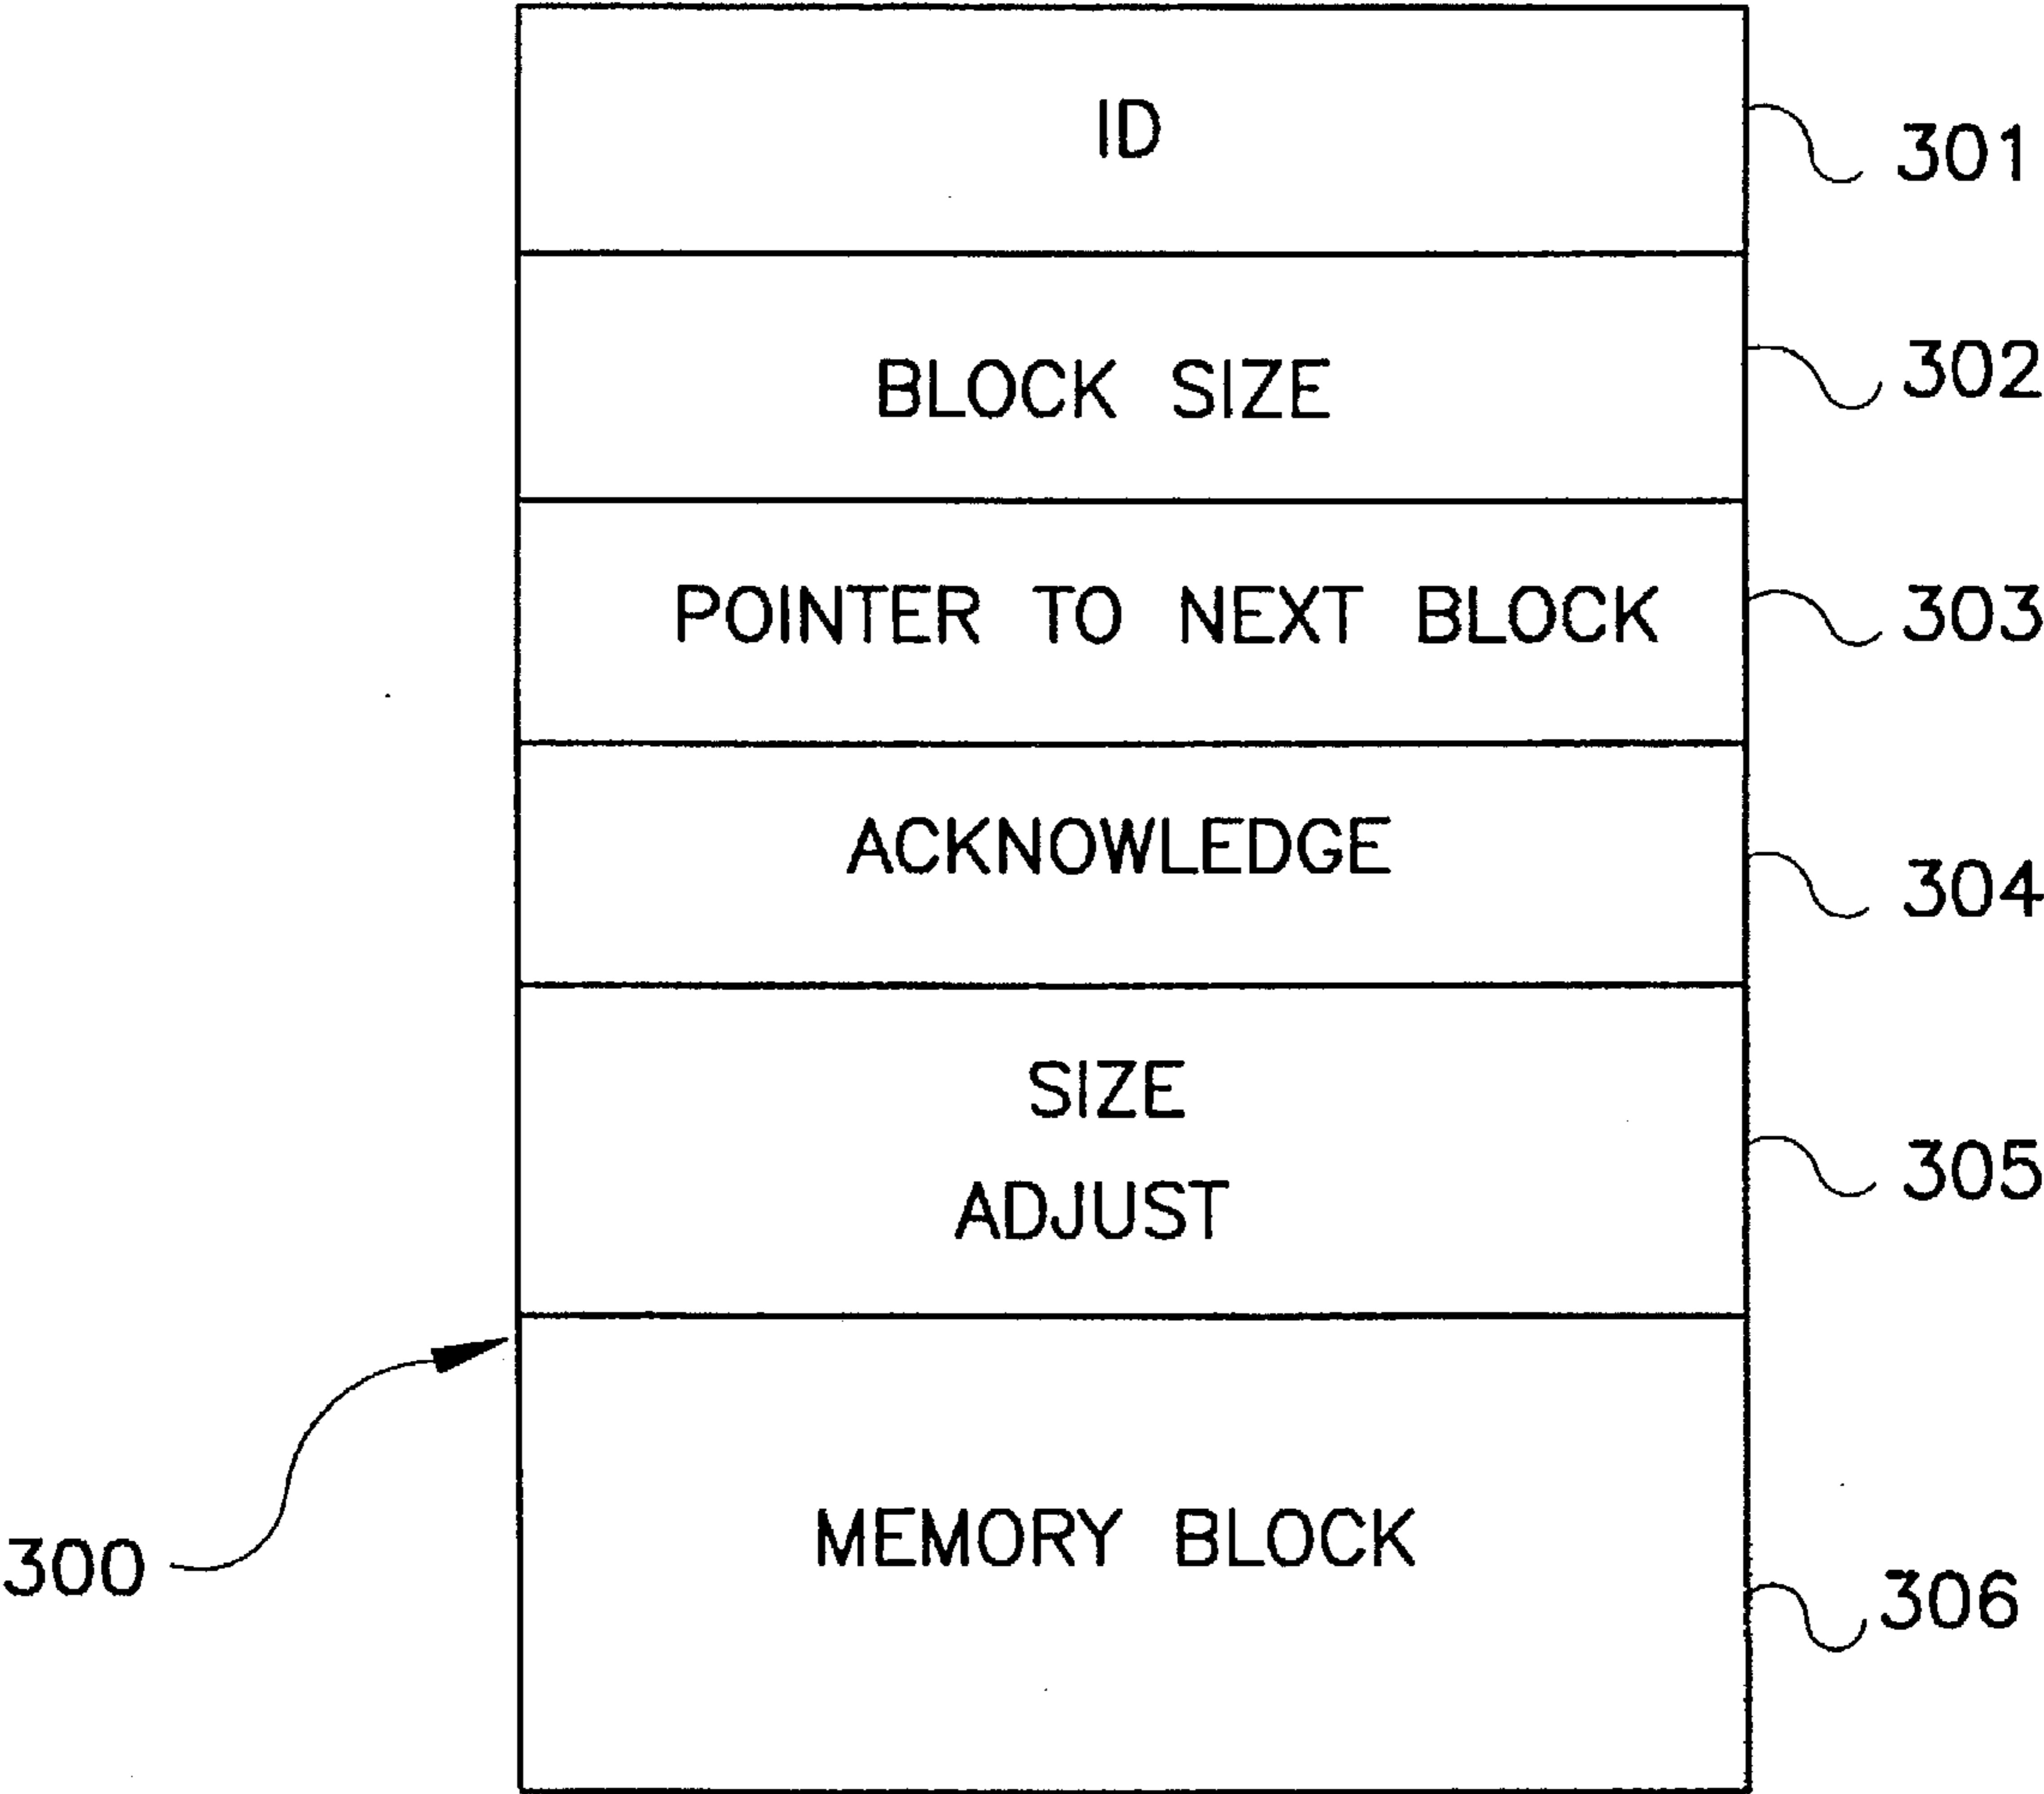 ID
301
BLOCK SIZE
302
POINTER TO NEXT BLOCK
303
ACKNOWLEDGE
304
SIZE
ADJUST
305
MEMORY BLOCK
300
306